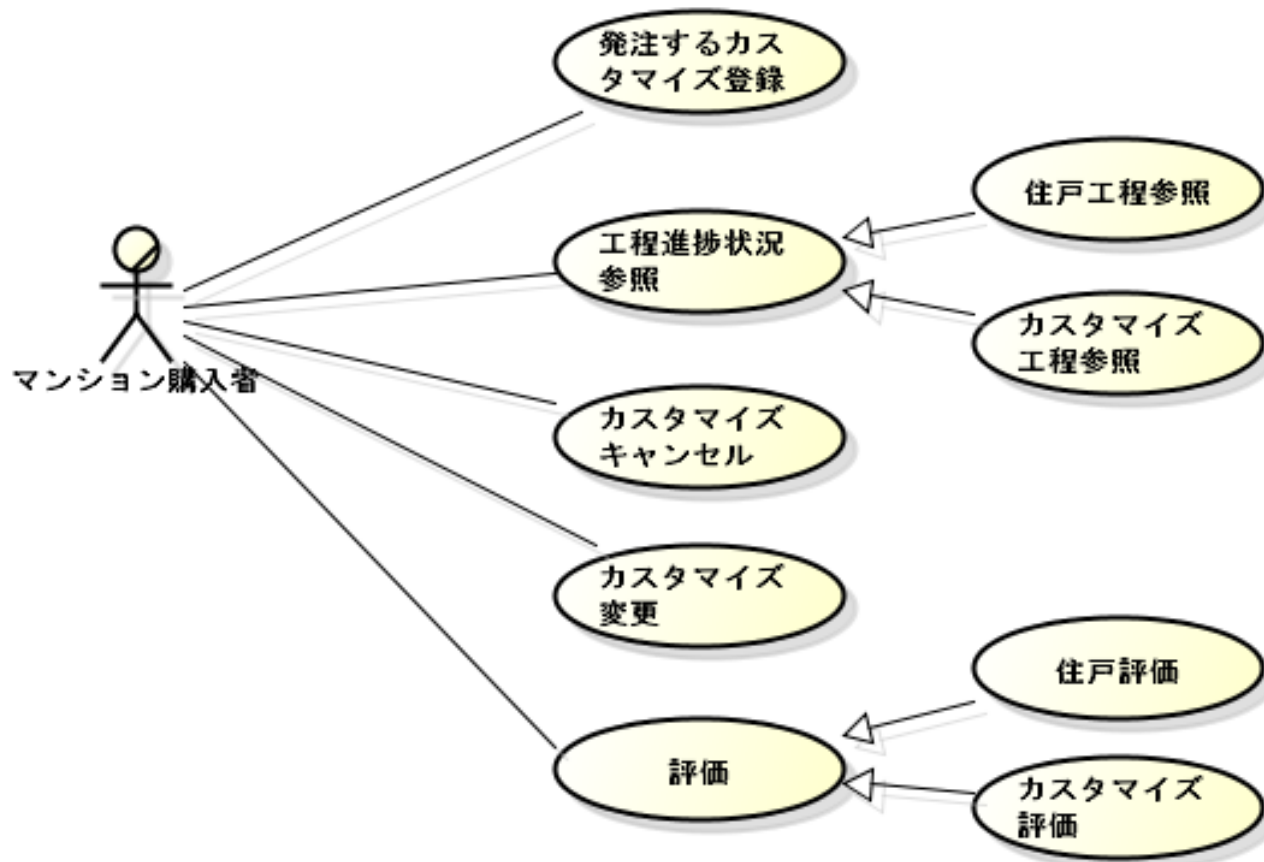 発注するカス
タマイズ登録
住戸工程参照
工程進捗状況
参照
カスタマイズ
工程参照
マンション購入者
カスタマイズ
キャンセル
カスタマイズ
変更
住戸評価
評価
カスタマイズ
評価